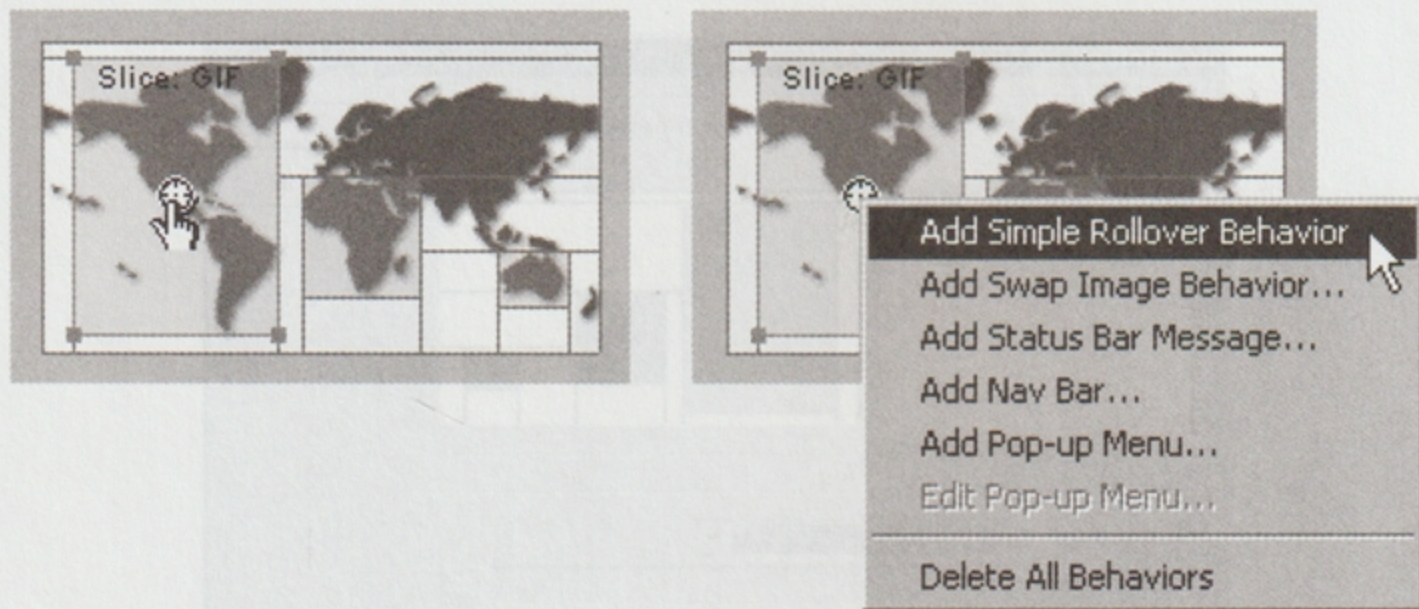 Slice: GIF
Slice: GIF
Add Simple Rollover Behavior
Add Swap Image Behavior...
Add Status Bar Message...
Add Nav Bar...
Add Pop-up Menu...
Edit Pop-up Menu...
Delete All Behaviors